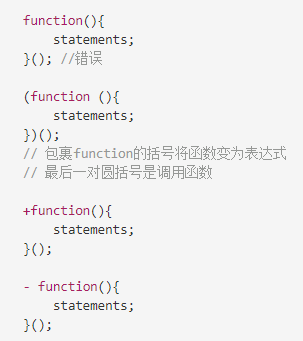 function(){
    statements;
}(); //错误
(function (){
    statements;
})();
// 包裹function的括号将函数变为表达式
// 最后一对圆括号是调用函数
+function(){
    statements;
}();
- function(){
    statements;
}();